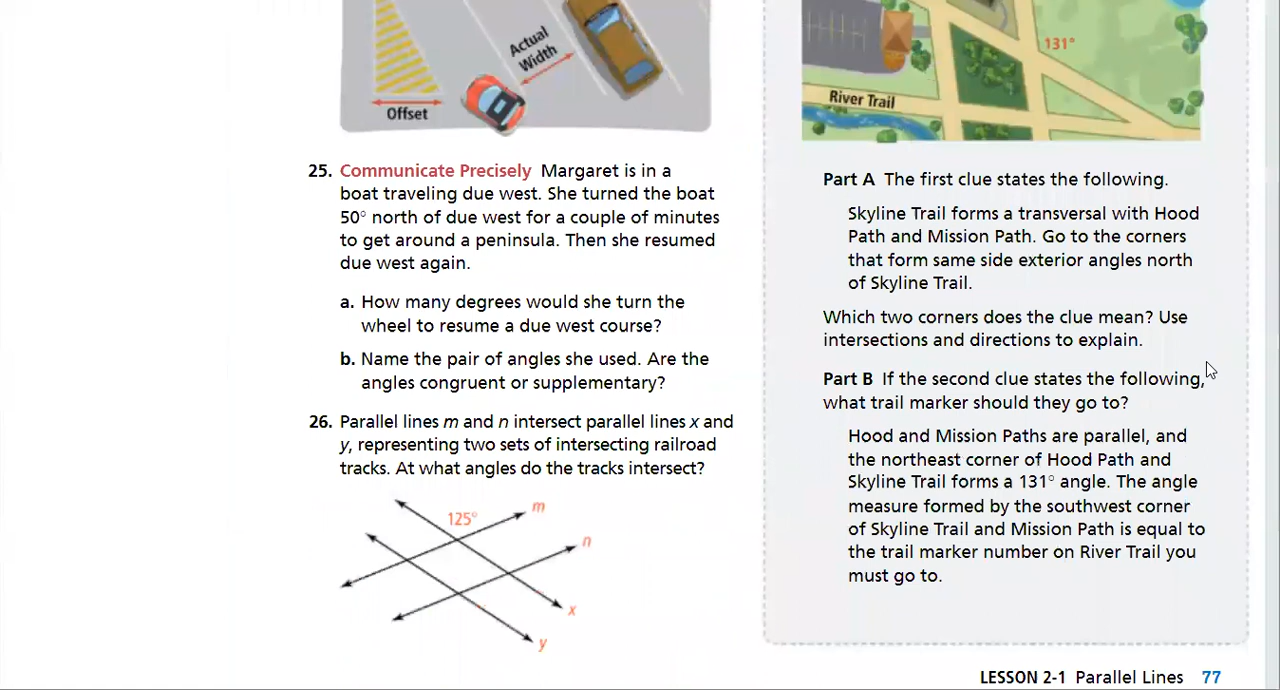 Actual
Width
Offset
25. Communicate Precisely Margaret is in a
boat traveling due west. She turned the boat
50° north of due west for a couple of minutes
to get around a peninsula. Then she resumed
due west again.
a. How many degrees would she turn the
wheel to resume a due west course?
b. Name the pair of angles she used. Are the
angles congruent or supplementary?
26. Parallel lines m and n intersect parallel lines x and
y, representing two sets of intersecting railroad
tracks. At what angles do the tracks intersect?
125°
m
n
x
y
131°
River Trail
Part A The first clue states the following.
Skyline Trail forms a transversal with Hood
Path and Mission Path. Go to the corners
that form same side exterior angles north
of Skyline Trail.
Which two corners does the clue mean? Use
intersections and directions to explain.
Part B If the second clue states the following,
what trail marker should they go to?
Hood and Mission Paths are parallel, and
the northeast corner of Hood Path and
Skyline Trail forms a 131° angle. The angle
measure formed by the southwest corner
of Skyline Trail and Mission Path is equal to
the trail marker number on River Trail you
must go to.
LESSON 2-1 Parallel Lines 77